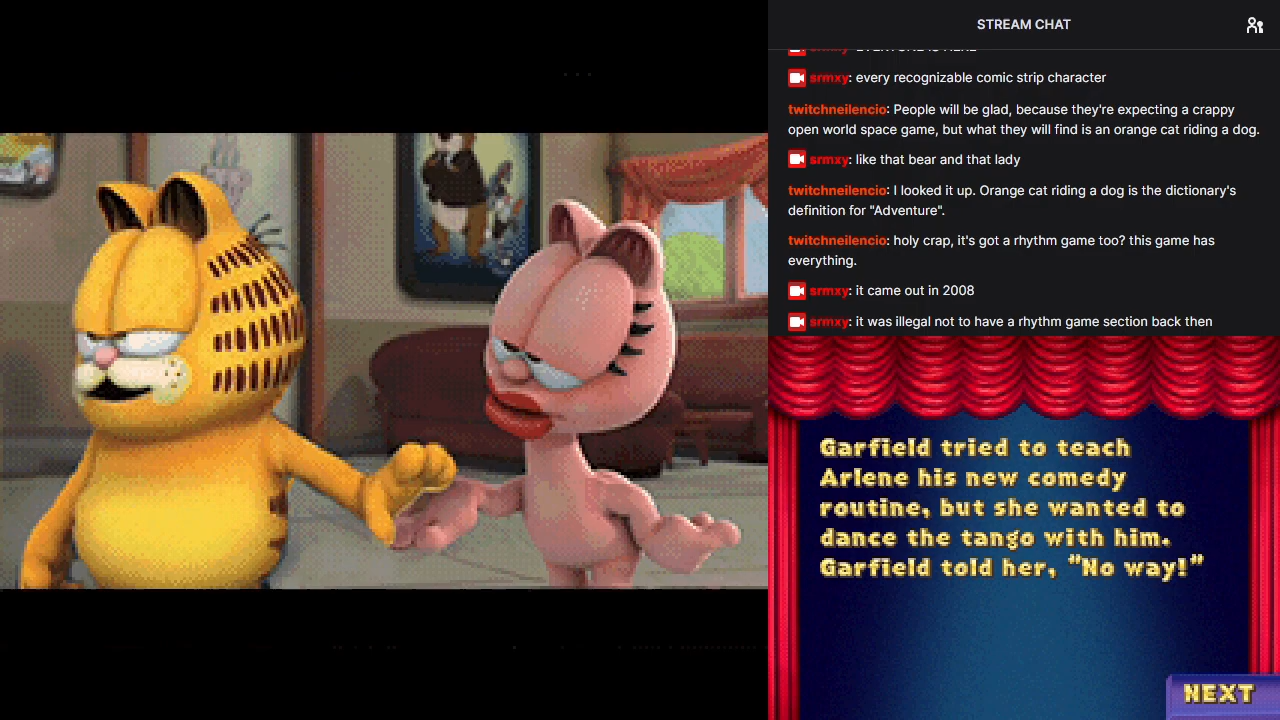 STREAM CHAT
srmxy: EVERYONE IS HERE
srmxy: every recognizable comic strip character
twitchneilencio: People will be glad, because they're expecting a crappy
open world space game, but what they will find is an orange cat riding a dog.
srmxy: like that bear and that lady
twitchneilencio: I looked it up. Orange cat riding a dog is the dictionary's
definition for "Adventure".
twitchneilencio: holy crap, it's got a rhythm game too? this game has
everything.
srmxy: it came out in 2008
srmxy: it was illegal not to have a rhythm game section back then
Garfield tried to teach
Arlene his new comedy
routine, but she wanted to
dance the tango with him.
Garfield told her, "No way!"
NEXT